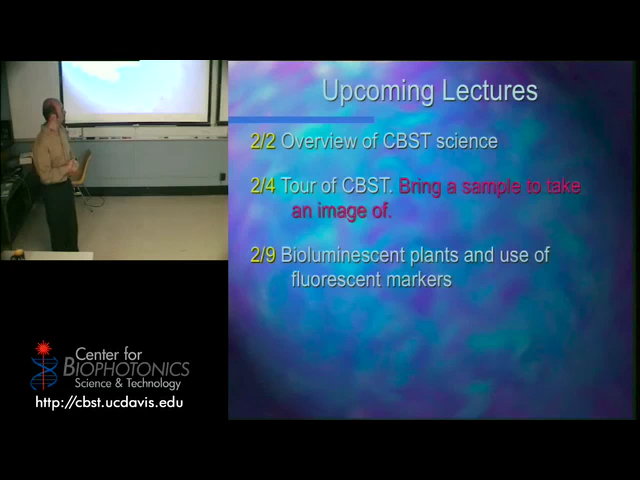 Upcoming Lectures
2/2 Overview of CBST science
2/4 Tour of CBST. Bring a sample to take
an image of.
2/9 Bioluminescent plants and use of
fluorescent markers
Center for
BIOPHOTONICS
Science & Technology
http://cbst.ucdavis.edu